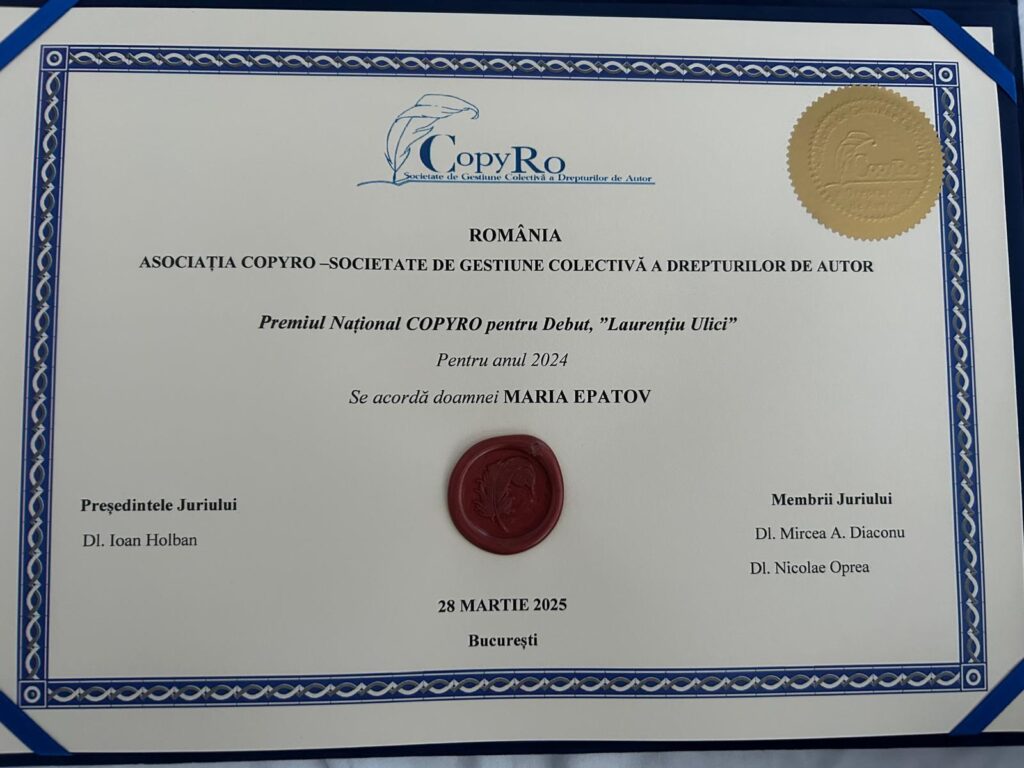 CopyRo
Societate de Gestiune Colectivă a Drepturilor de Autor
ROMÂNIA
ASOCIAȚIA COPYRO –SOCIETATE DE GESTIUNE COLECTIVĂ A DREPTURILOR DE AUTOR
Premiul Național COPYRO pentru Debut, ”Laurențiu Ulici”
Pentru anul 2024
Se acordă doamnei MARIA EPATOV
Președintele Juriului
Dl. Ioan Holban
Membrii Juriului
Dl. Mircea A. Diaconu
Dl. Nicolae Oprea
28 MARTIE 2025
București